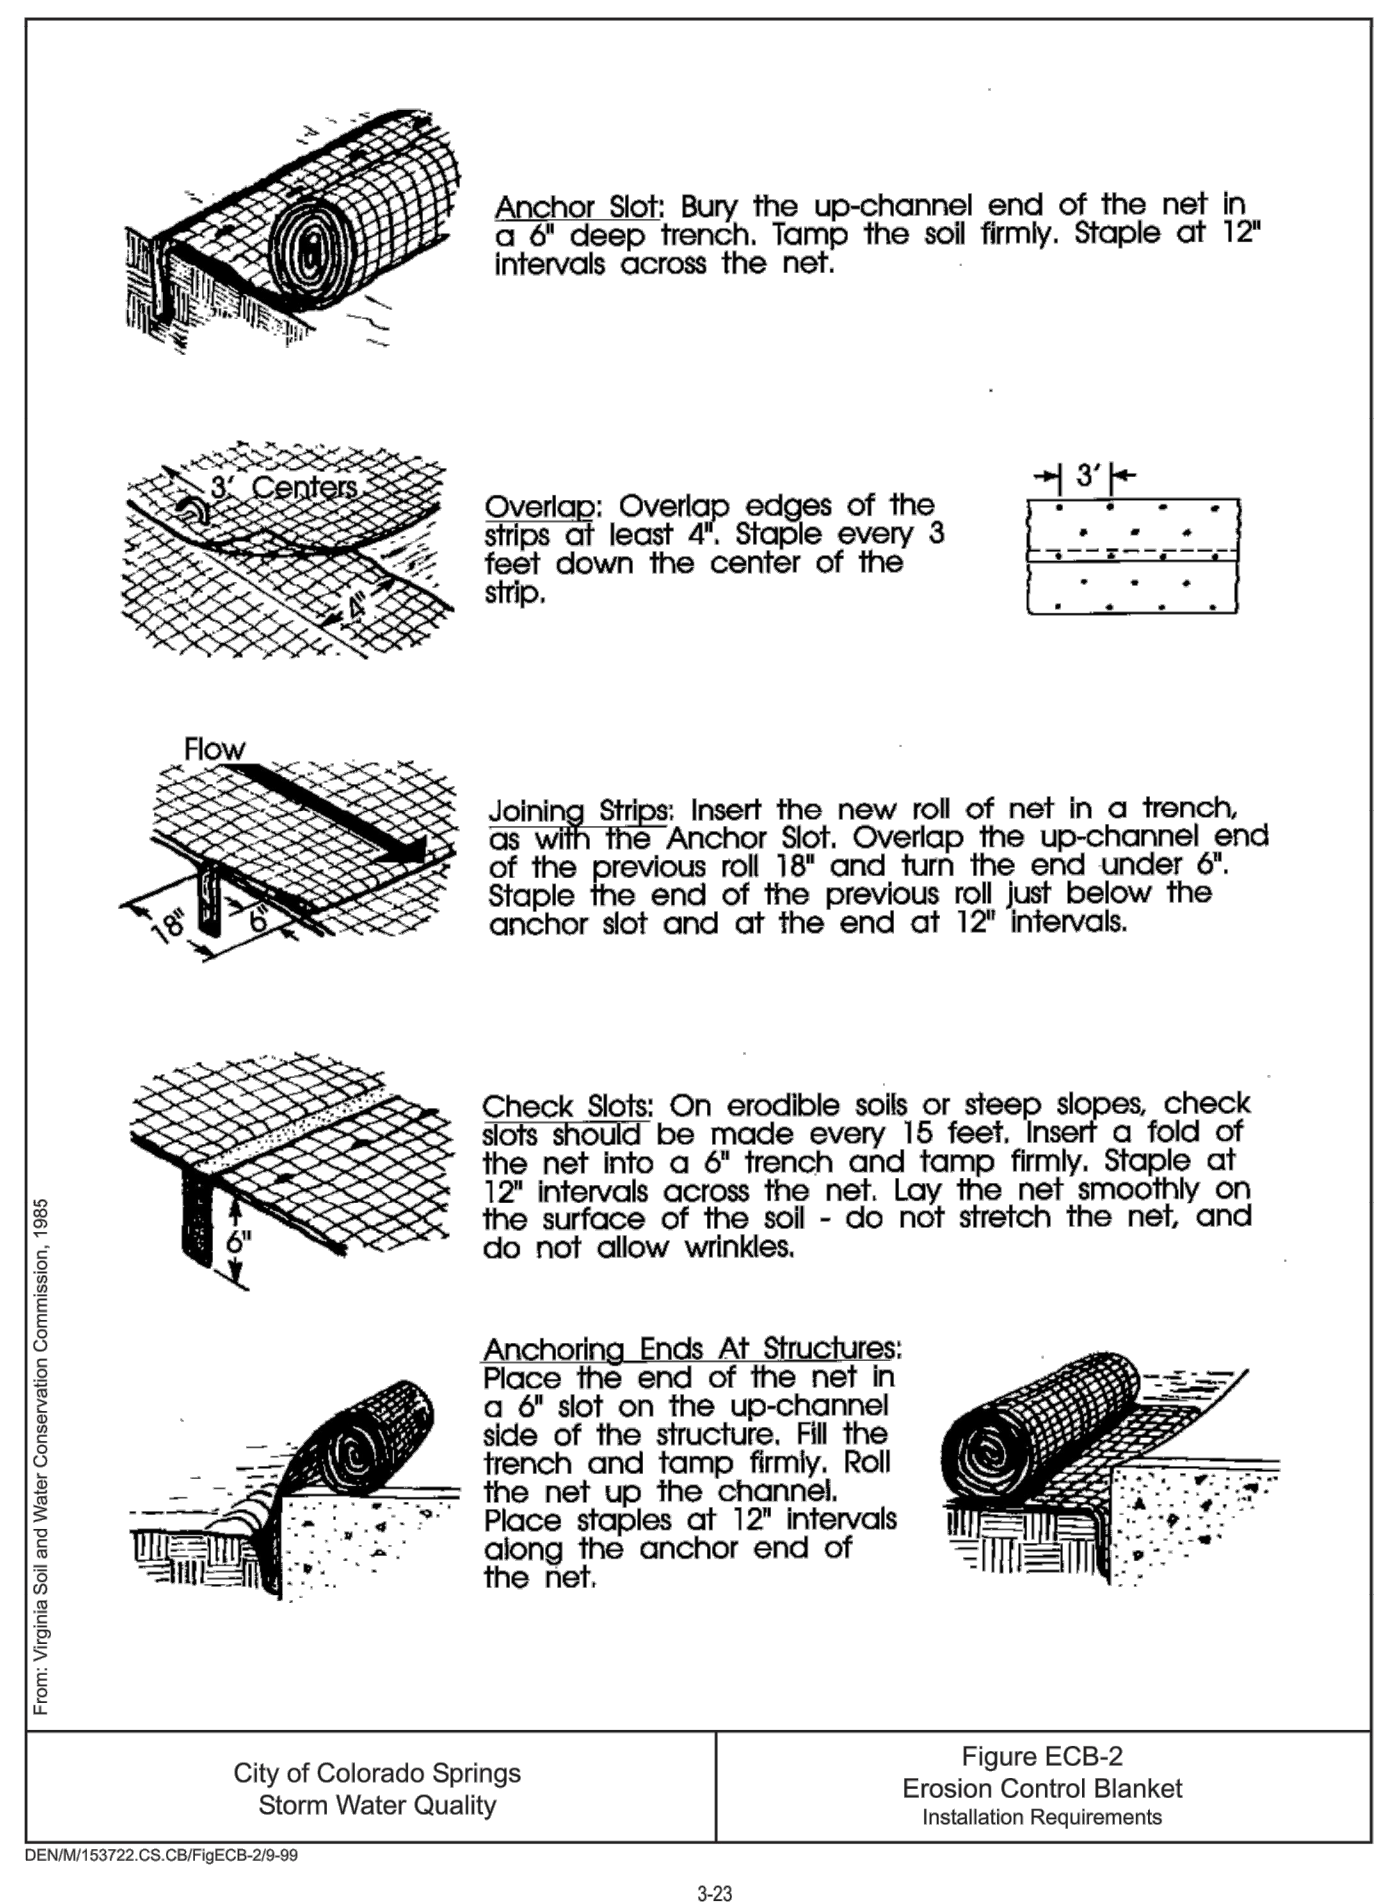 Anchor Slot: Bury the up-channel end of the net in
a 6" deep trench. Tamp the soil firmly. Staple at 12"
intervals across the net.
3' Centers
4"
Overlap: Overlap edges of the
strips at least 4". Staple every 3
feet down the center of the
strip.
3'
Flow
18"
6"
Joining Strips: Insert the new roll of net in a trench,
as with the Anchor Slot. Overlap the up-channel end
of the previous roll 18" and turn the end under 6".
Staple the end of the previous roll just below the
anchor slot and at the end at 12" intervals.
6"
Check Slots: On erodible soils or steep slopes, check
slots should be made every 15 feet. Insert a fold of
the net into a 6" trench and tamp firmly. Staple at
12" intervals across the net. Lay the net smoothly on
the surface of the soil - do not stretch the net, and
do not allow wrinkles.
Anchoring Ends At Structures:
Place the end of the net in
a 6" slot on the up-channel
side of the structure. Fill the
trench and tamp firmly. Roll
the net up the channel.
Place staples at 12" intervals
along the anchor end of
the net.
From: Virginia Soil and Water Conservation Commission, 1985
City of Colorado Springs
Storm Water Quality
Figure ECB-2
Erosion Control Blanket
Installation Requirements
DEN/M/153722.CS.CB/FigECB-2/9-99
3-23